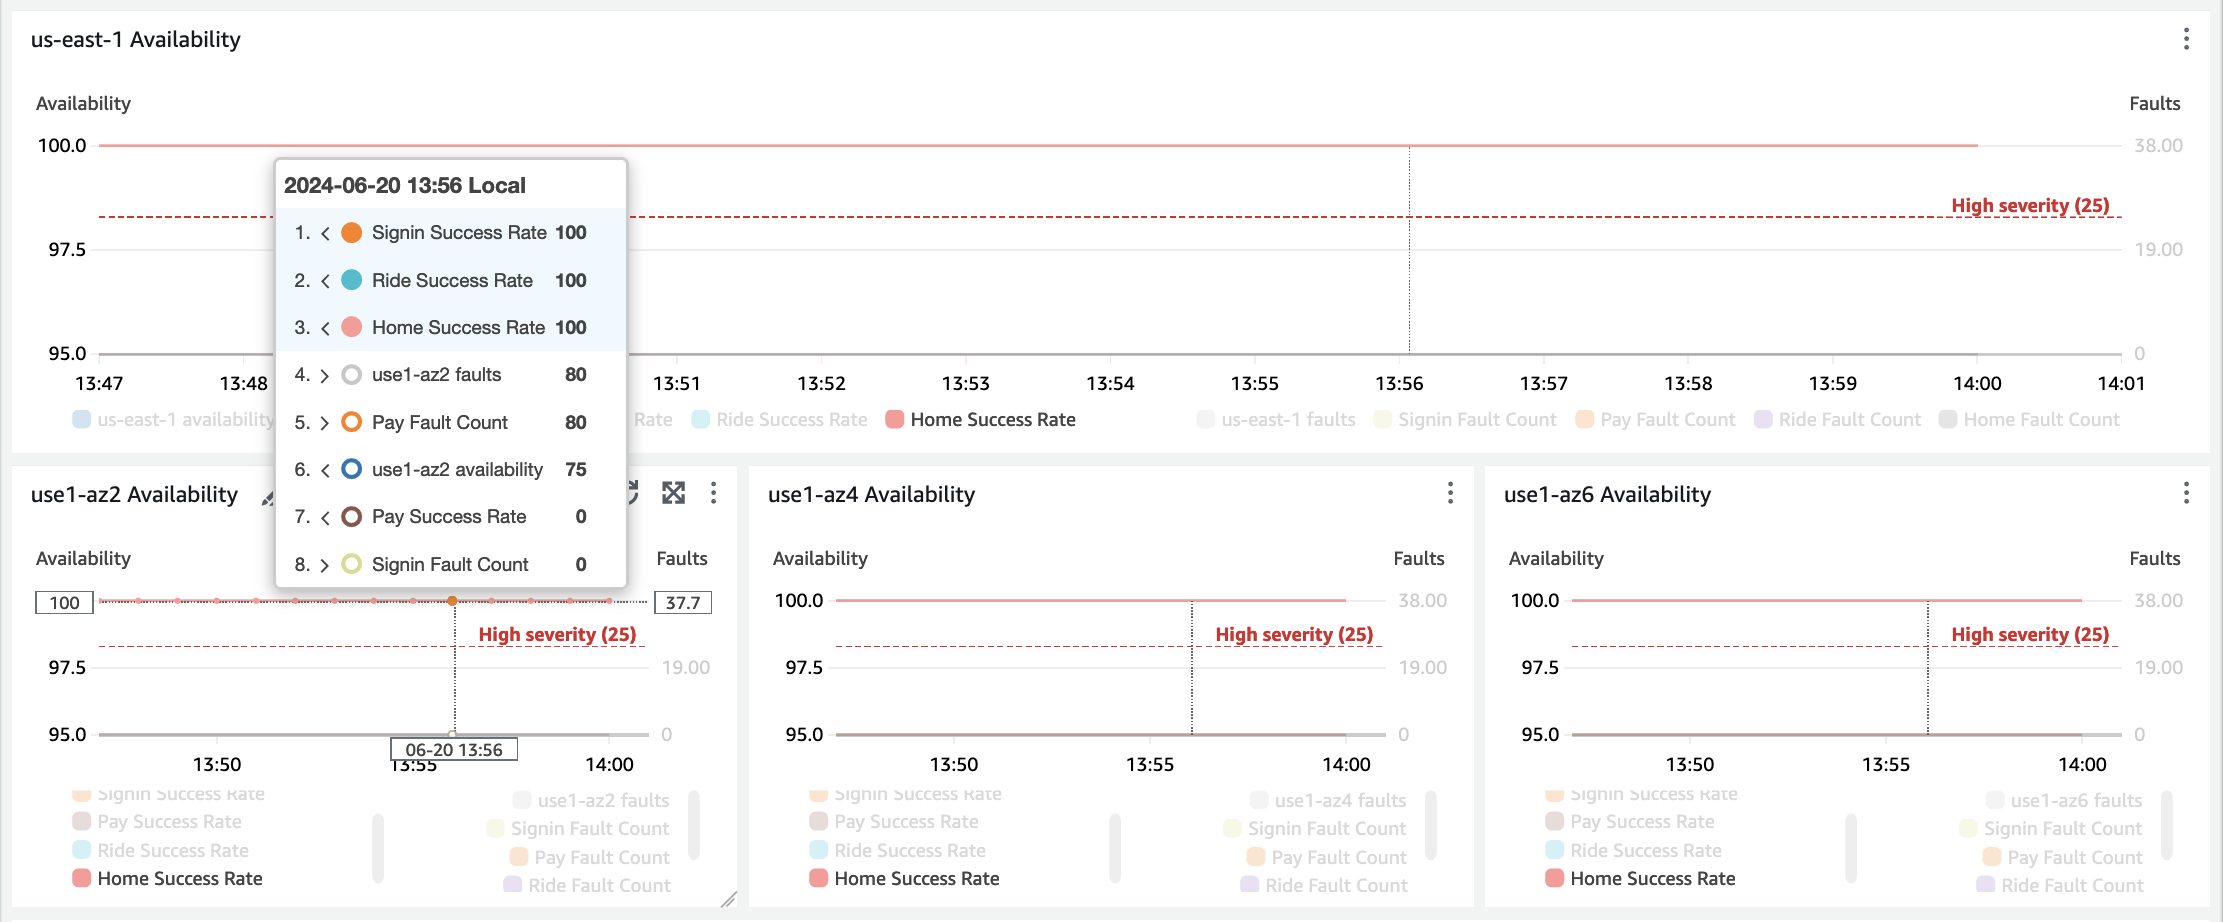 us-east-1 Availability
Availability
Faults
100.0
38.00
2024-06-20 13:56 Local
1. < Signin Success Rate 100
2. < Ride Success Rate 100
3. < Home Success Rate 100
4. > use1-az2 faults 80
5. > Pay Fault Count 80
6. < use1-az2 availability 75
7. < Pay Success Rate 0
8. > Signin Fault Count 0
High severity (25)
97.5
19.00
95.0
0
13:47 13:48 13:51 13:52 13:53 13:54 13:55 13:56 13:57 13:58 13:59 14:00 14:01
us-east-1 availability Rate Ride Success Rate Home Success Rate us-east-1 faults Signin Fault Count Pay Fault Count Ride Fault Count Home Fault Count
use1-az2 Availability
Availability
Faults
100
37.7
High severity (25)
97.5
19.00
95.0
0
06-20 13:56
13:50 13:55 14:00
Signin Success Rate
Pay Success Rate
Ride Success Rate
Home Success Rate
use1-az2 faults
Signin Fault Count
Pay Fault Count
Ride Fault Count
use1-az4 Availability
Availability
Faults
100.0
38.00
High severity (25)
97.5
19.00
95.0
0
13:50 13:55 14:00
Signin Success Rate
Pay Success Rate
Ride Success Rate
Home Success Rate
use1-az4 faults
Signin Fault Count
Pay Fault Count
Ride Fault Count
use1-az6 Availability
Availability
Faults
100.0
38.00
High severity (25)
97.5
19.00
95.0
0
13:50 13:55 14:00
Signin Success Rate
Pay Success Rate
Ride Success Rate
Home Success Rate
use1-az6 faults
Signin Fault Count
Pay Fault Count
Ride Fault Count